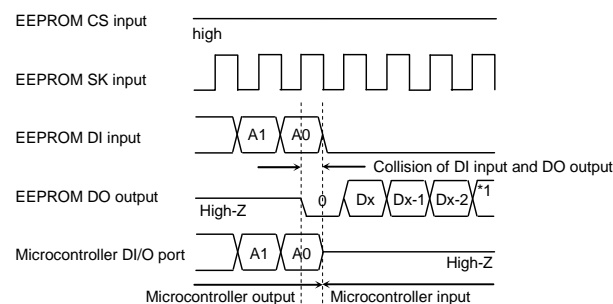 EEPROM CS input
high
EEPROM SK input
EEPROM DI input
A1 A0
Collision of DI input and DO output
EEPROM DO output
High-Z
0 Dx Dx-1 Dx-2 *1
Microcontroller DI/O port
A1 A0
High-Z
Microcontroller output Microcontroller input